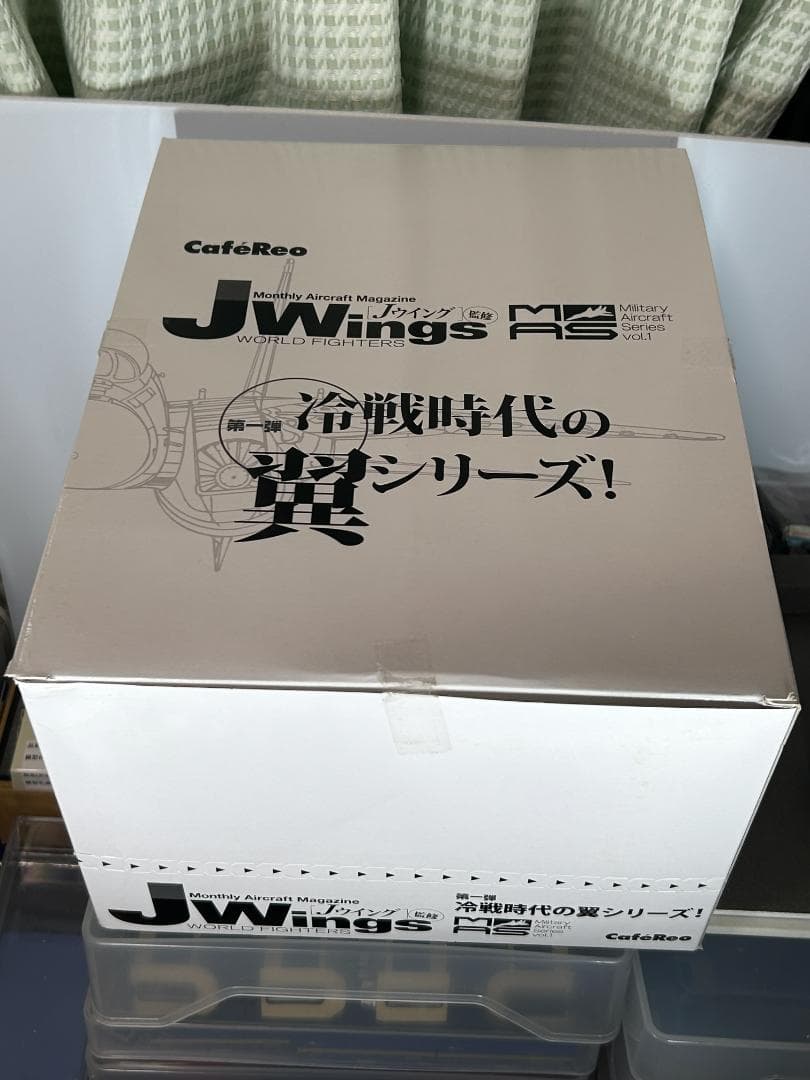 CaféReo
Monthly Aircraft Magazine
JWings [Jウイング] 監修
WORLD FIGHTERS
MAS
Military
Aircraft
Series
vol.1
第一弾 冷戦時代の
翼シリーズ!
Monthly Aircraft Magazine
JWings [Jウイング] 監修
WORLD FIGHTERS
MAS
Military
Aircraft
Series
vol.1
第一弾
冷戦時代の翼シリーズ!
CaféReo